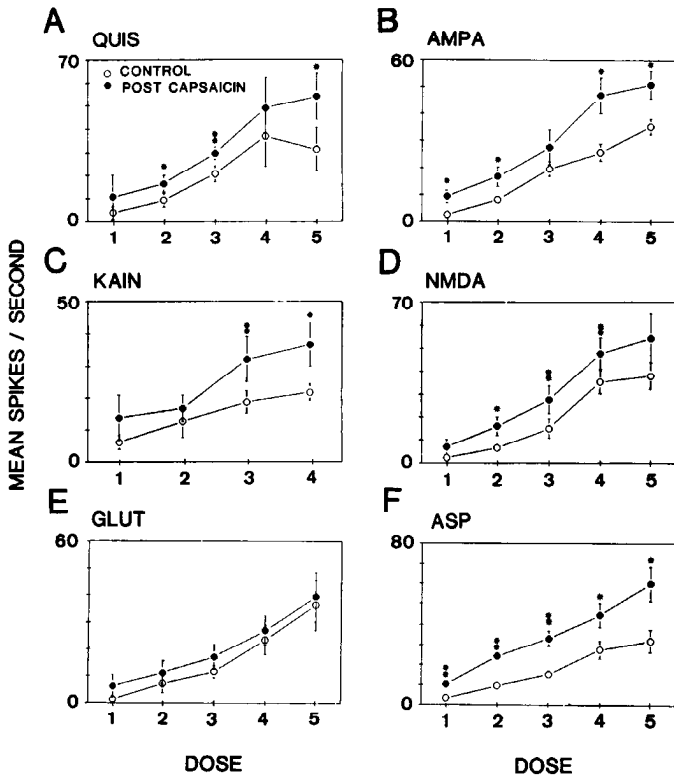 A
QUIS
70
○ CONTROL
● POST CAPSAICIN
0
1 2 3 4 5
B
AMPA
60
0
1 2 3 4 5
C
KAIN
50
0
1 2 3 4
D
NMDA
70
0
1 2 3 4 5
E
GLUT
60
0
1 2 3 4 5
F
ASP
80
0
1 2 3 4 5
MEAN SPIKES / SECOND
DOSE
DOSE